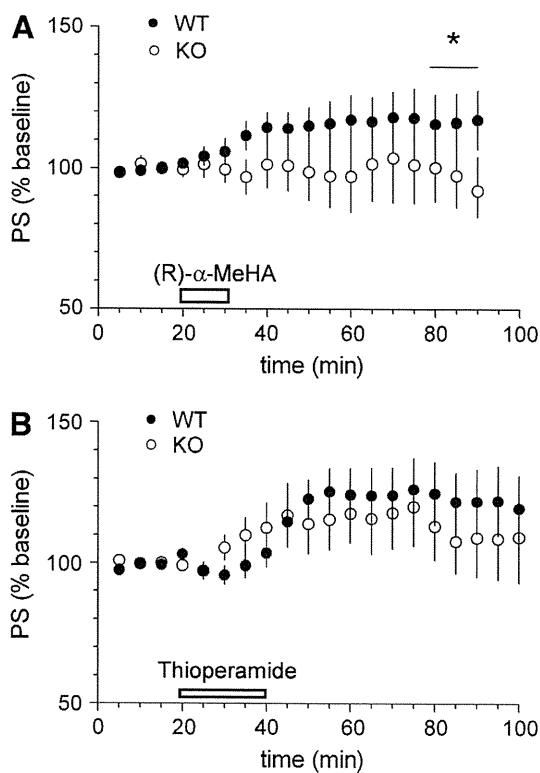 A
150
WT
KO
*
PS (% baseline)
100
(R)-α-MeHA
50
0 20 40 60 80 100
time (min)
B
150
WT
KO
PS (% baseline)
100
Thioperamide
50
0 20 40 60 80 100
time (min)